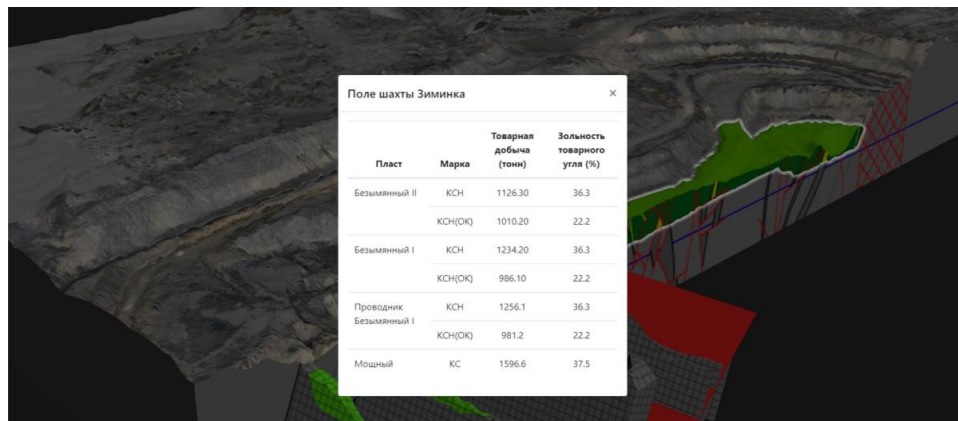 Поле шахты Зиминка ×
Товарная Зольность
добыча товарного
Пласт Марка (тонн) угля (%)
Безымянный II КСН 1126.30 36.3
КСН(ОК) 1010.20 22.2
Безымянный I КСН 1234.20 36.3
КСН(ОК) 986.10 22.2
Проводник КСН 1256.1 36.3
Безымянный I
КСН(ОК) 981.2 22.2
Мощный КС 1596.6 37.5